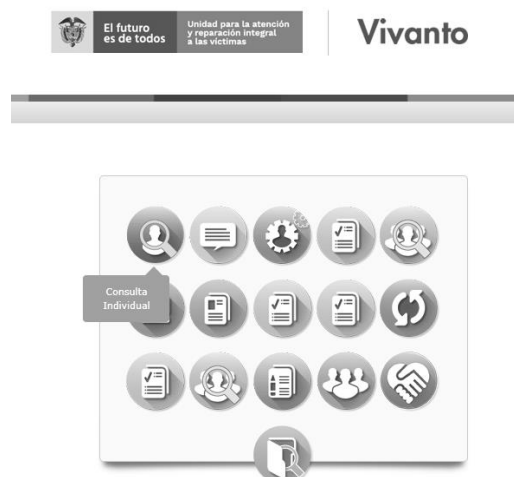 El futuro
es de todos
Unidad para la atención
y reparación integral
a las víctimas
Vivanto
Consulta
Individual